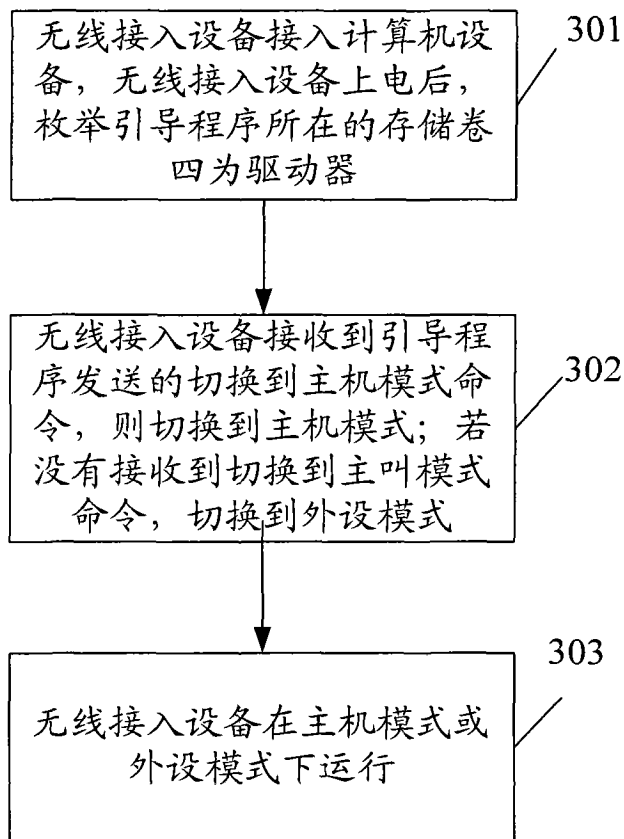 无线接入设备接入计算机设
备，无线接入设备上电后，
枚举引导程序所在的存储卷
四为驱动器
301
无线接入设备接收到引导程
序发送的切换到主机模式命
令，则切换到主机模式；若
没有接收到切换到主叫模式
命令，切换到外设模式
302
无线接入设备在主机模式或
外设模式下运行
303